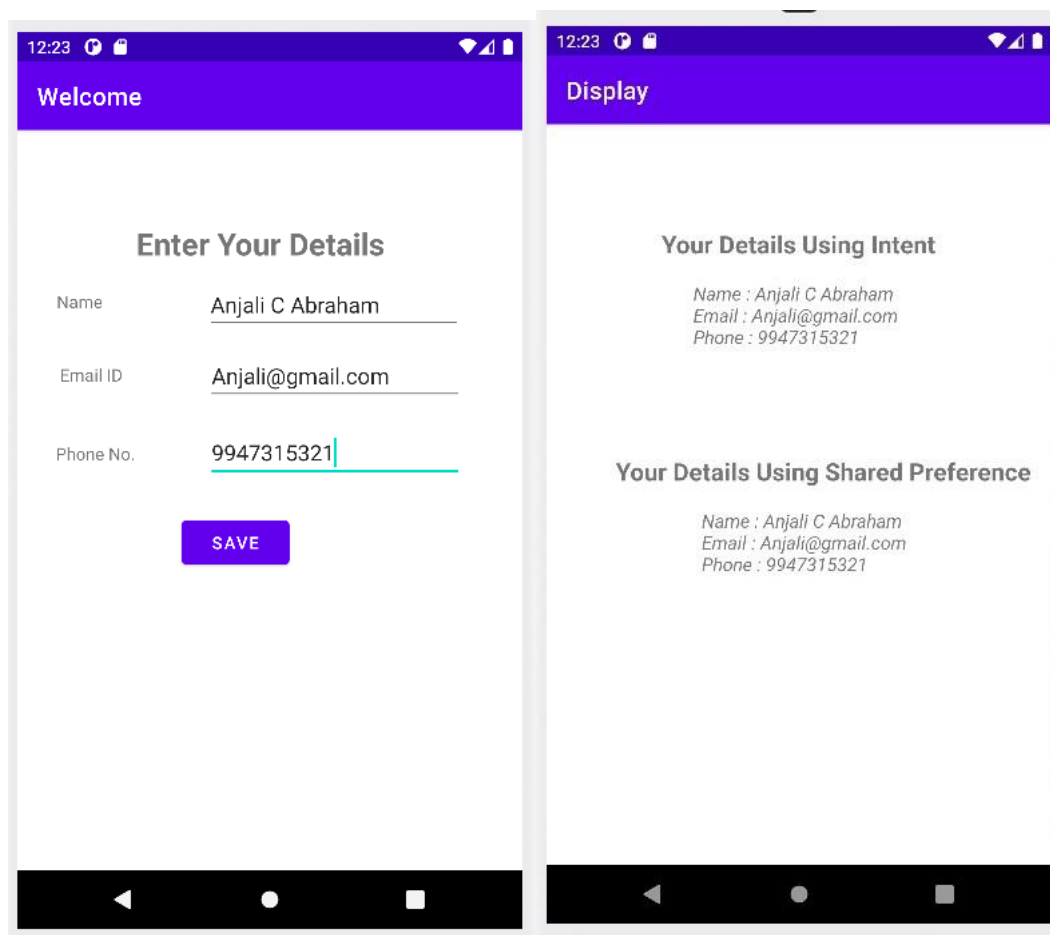 12:23
Welcome
Enter Your Details
Name Anjali C Abraham
Email ID Anjali@gmail.com
Phone No. 9947315321
SAVE
12:23
Display
Your Details Using Intent
Name : Anjali C Abraham
Email : Anjali@gmail.com
Phone : 9947315321
Your Details Using Shared Preference
Name : Anjali C Abraham
Email : Anjali@gmail.com
Phone : 9947315321